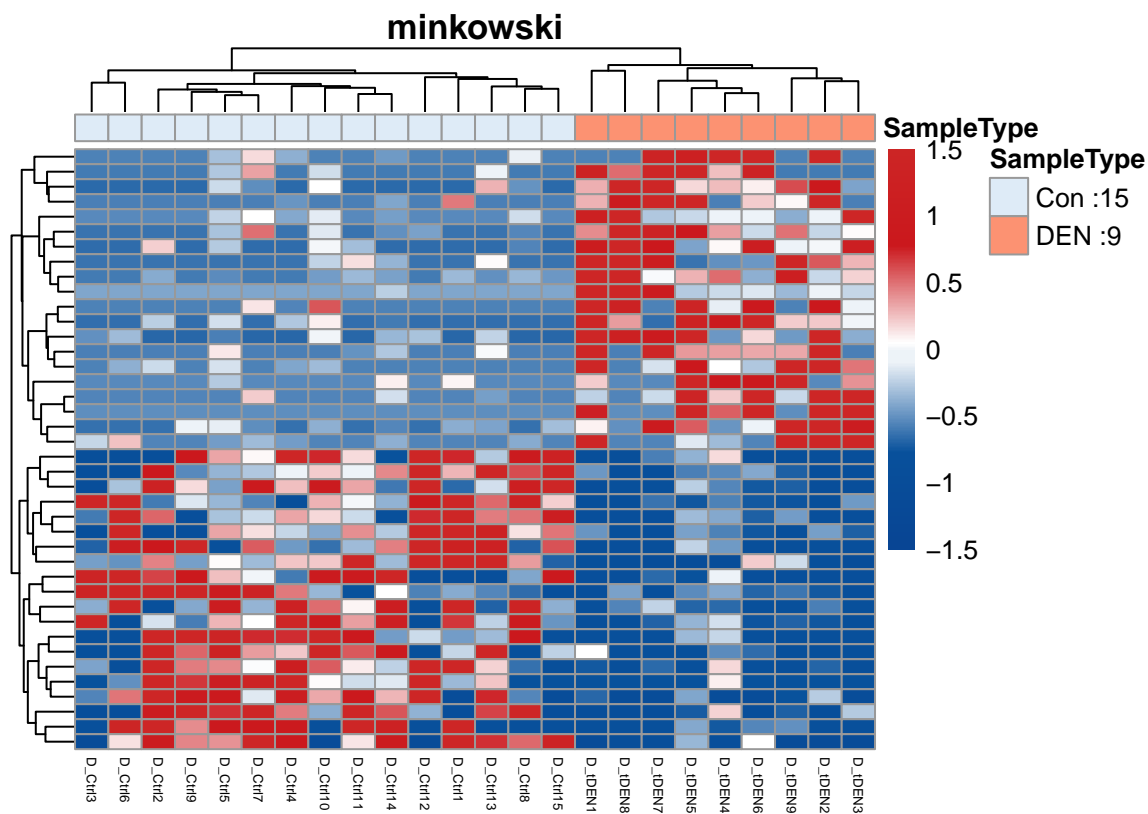 minkowski
SampleType
1.5
1
0.5
0
−0.5
−1
−1.5
SampleType
Con :15
DEN :9
D_Ctrl3
D_Ctrl6
D_Ctrl2
D_Ctrl9
D_Ctrl5
D_Ctrl7
D_Ctrl4
D_Ctrl10
D_Ctrl11
D_Ctrl14
D_Ctrl12
D_Ctrl1
D_Ctrl13
D_Ctrl8
D_Ctrl15
D_tDEN1
D_tDEN8
D_tDEN7
D_tDEN5
D_tDEN4
D_tDEN6
D_tDEN9
D_tDEN2
D_tDEN3